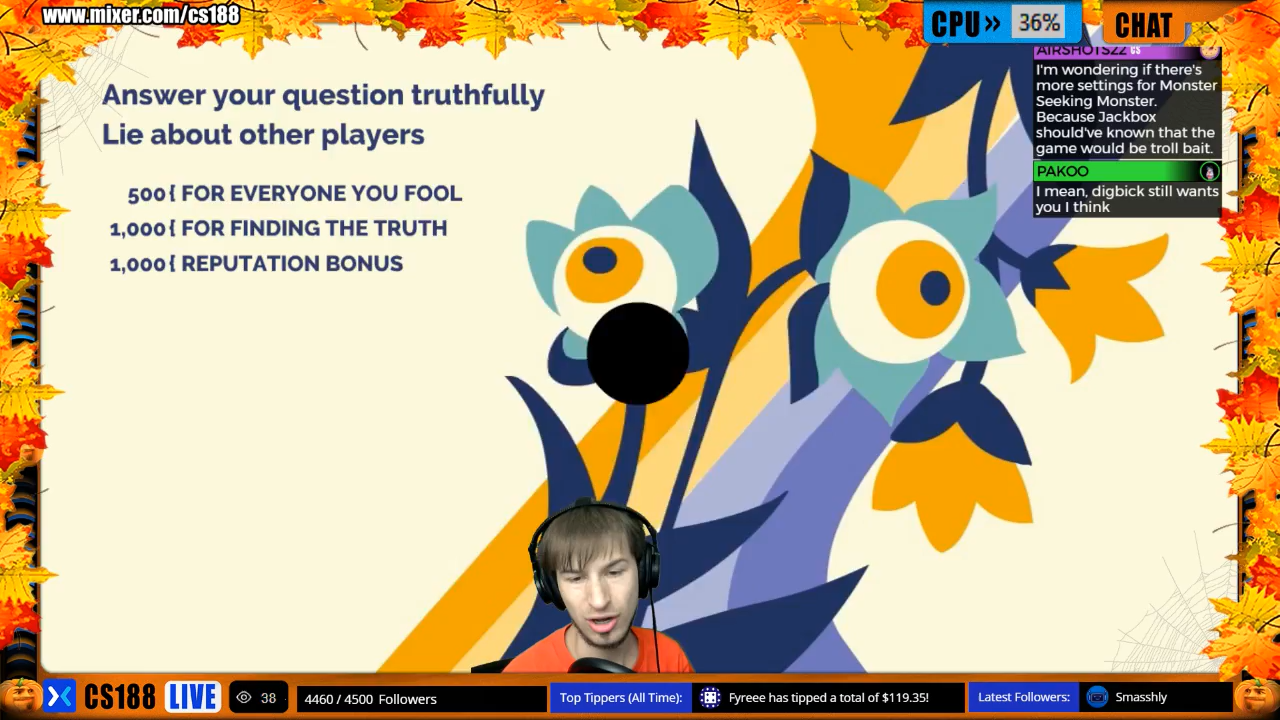 www.mixer.com/cs188
CPU >> 36%
CHAT
AIRSHOTS22
I'm wondering if there's
more settings for Monster
Seeking Monster.
Because Jackbox
should've known that the
game would be troll bait.
PAKOO
I mean, digbick still wants
you I think
Answer your question truthfully
Lie about other players
500{ FOR EVERYONE YOU FOOL
1,000{ FOR FINDING THE TRUTH
1,000{ REPUTATION BONUS
CS188 LIVE
38
4460 / 4500 Followers
Top Tippers (All Time):
Fyreee has tipped a total of $119.35!
Latest Followers:
Smasshly